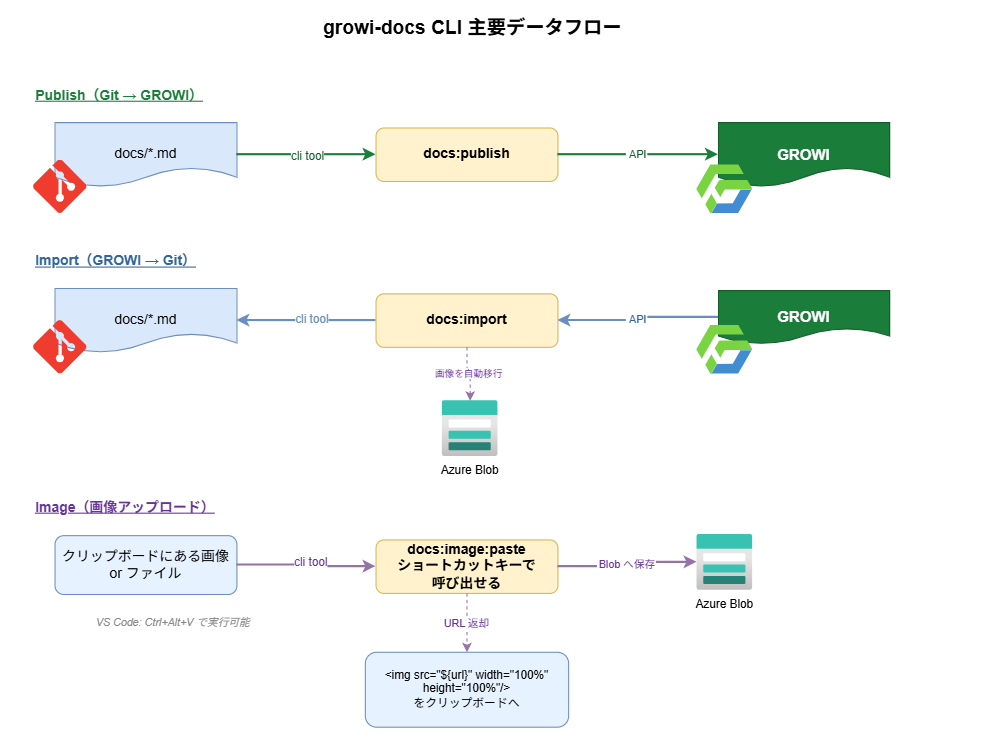 growi-docs CLI 主要データフロー
Publish（Git → GROWI）
docs/*.md
cli tool
docs:publish
API
GROWI
Import（GROWI → Git）
docs/*.md
cli tool
docs:import
API
GROWI
画像を自動移行
Azure Blob
Image（画像アップロード）
クリップボードにある画像
or ファイル
cli tool
docs:image:paste
ショートカットキーで
呼び出せる
Blob へ保存
Azure Blob
VS Code: Ctrl+Alt+V で実行可能
URL 返却
<img src="${url}" width="100%"
height="100%"/>
をクリップボードへ